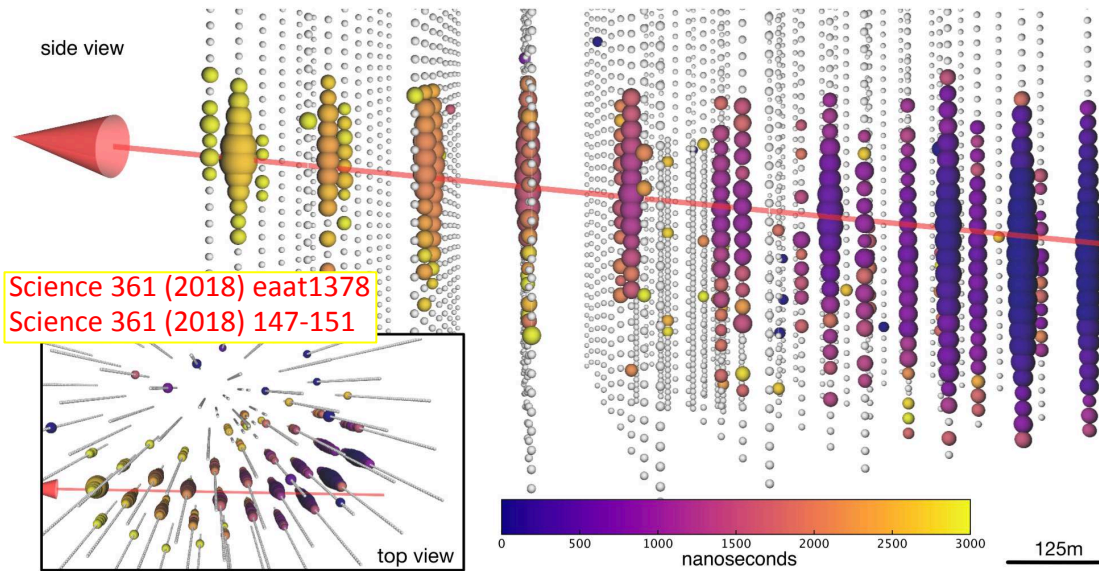 side view
Science 361 (2018) eaat1378
Science 361 (2018) 147-151
top view
0 500 1000 1500 2000 2500 3000
nanoseconds
125m